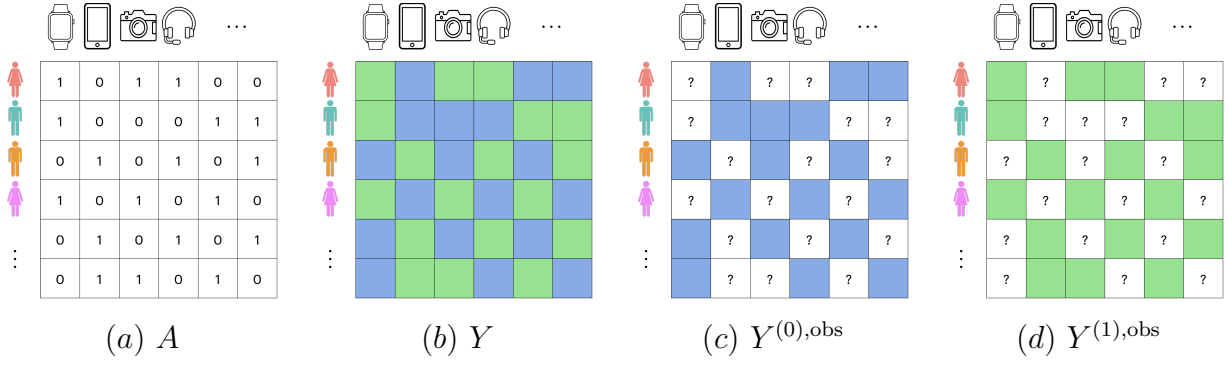 ... ... ... ...
1 0 1 1 0 0 ? ? ? ? ? ?
1 0 0 0 1 1 ? ? ? ? ? ?
0 1 0 1 0 1 ? ? ? ? ? ?
1 0 1 0 1 0 ? ? ? ? ? ?
0 1 0 1 0 1 ? ? ? ? ? ?
0 1 1 0 1 0 ? ? ? ? ? ?
(a) A (b) Y (c) Y^{(0),obs} (d) Y^{(1),obs}